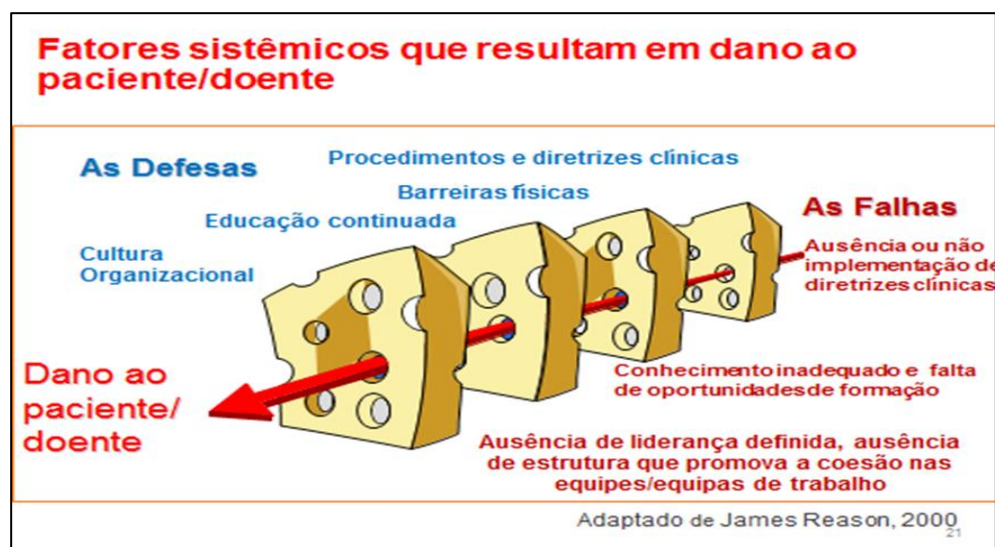 Fatores sistêmicos que resultam em dano ao
paciente/doente
As Defesas
Procedimentos e diretrizes clínicas
Barreiras físicas
Educação continuada
Cultura
Organizacional
As Falhas
Ausência ou não
implementação de
diretrizes clínicas
Conhecimento inadequado e falta
de oportunidades de formação
Ausência de liderança definida, ausência
de estrutura que promova a coesão nas
equipes/equipas de trabalho
Dano ao
paciente/
doente
Adaptado de James Reason, 2000
21